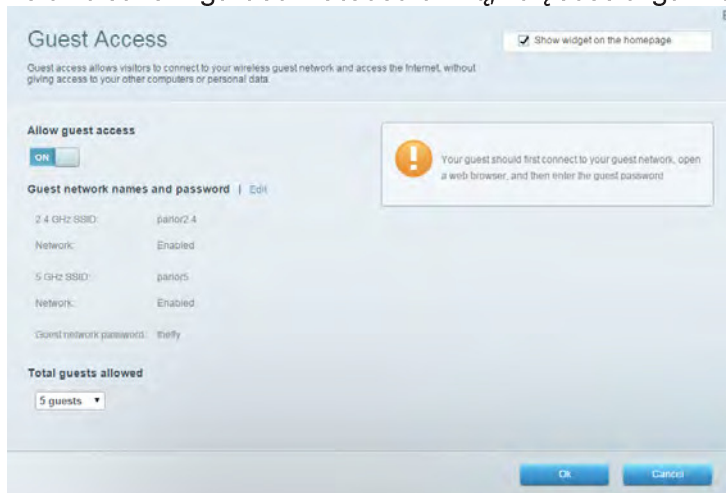 Guest Access
Show widget on the homepage
Guest access allows visitors to connect to your wireless guest network and access the Internet, without
giving access to your other computers or personal data
Allow guest access
ON
Your guest should first connect to your guest network, open
a web browser, and then enter the guest password
Guest network names and password | Edit
2.4 GHz SSID: parlor2.4
Network: Enabled
5 GHz SSID: parlor5
Network: Enabled
Guest network password:
Total guests allowed
5 guests
Ok
Cancel